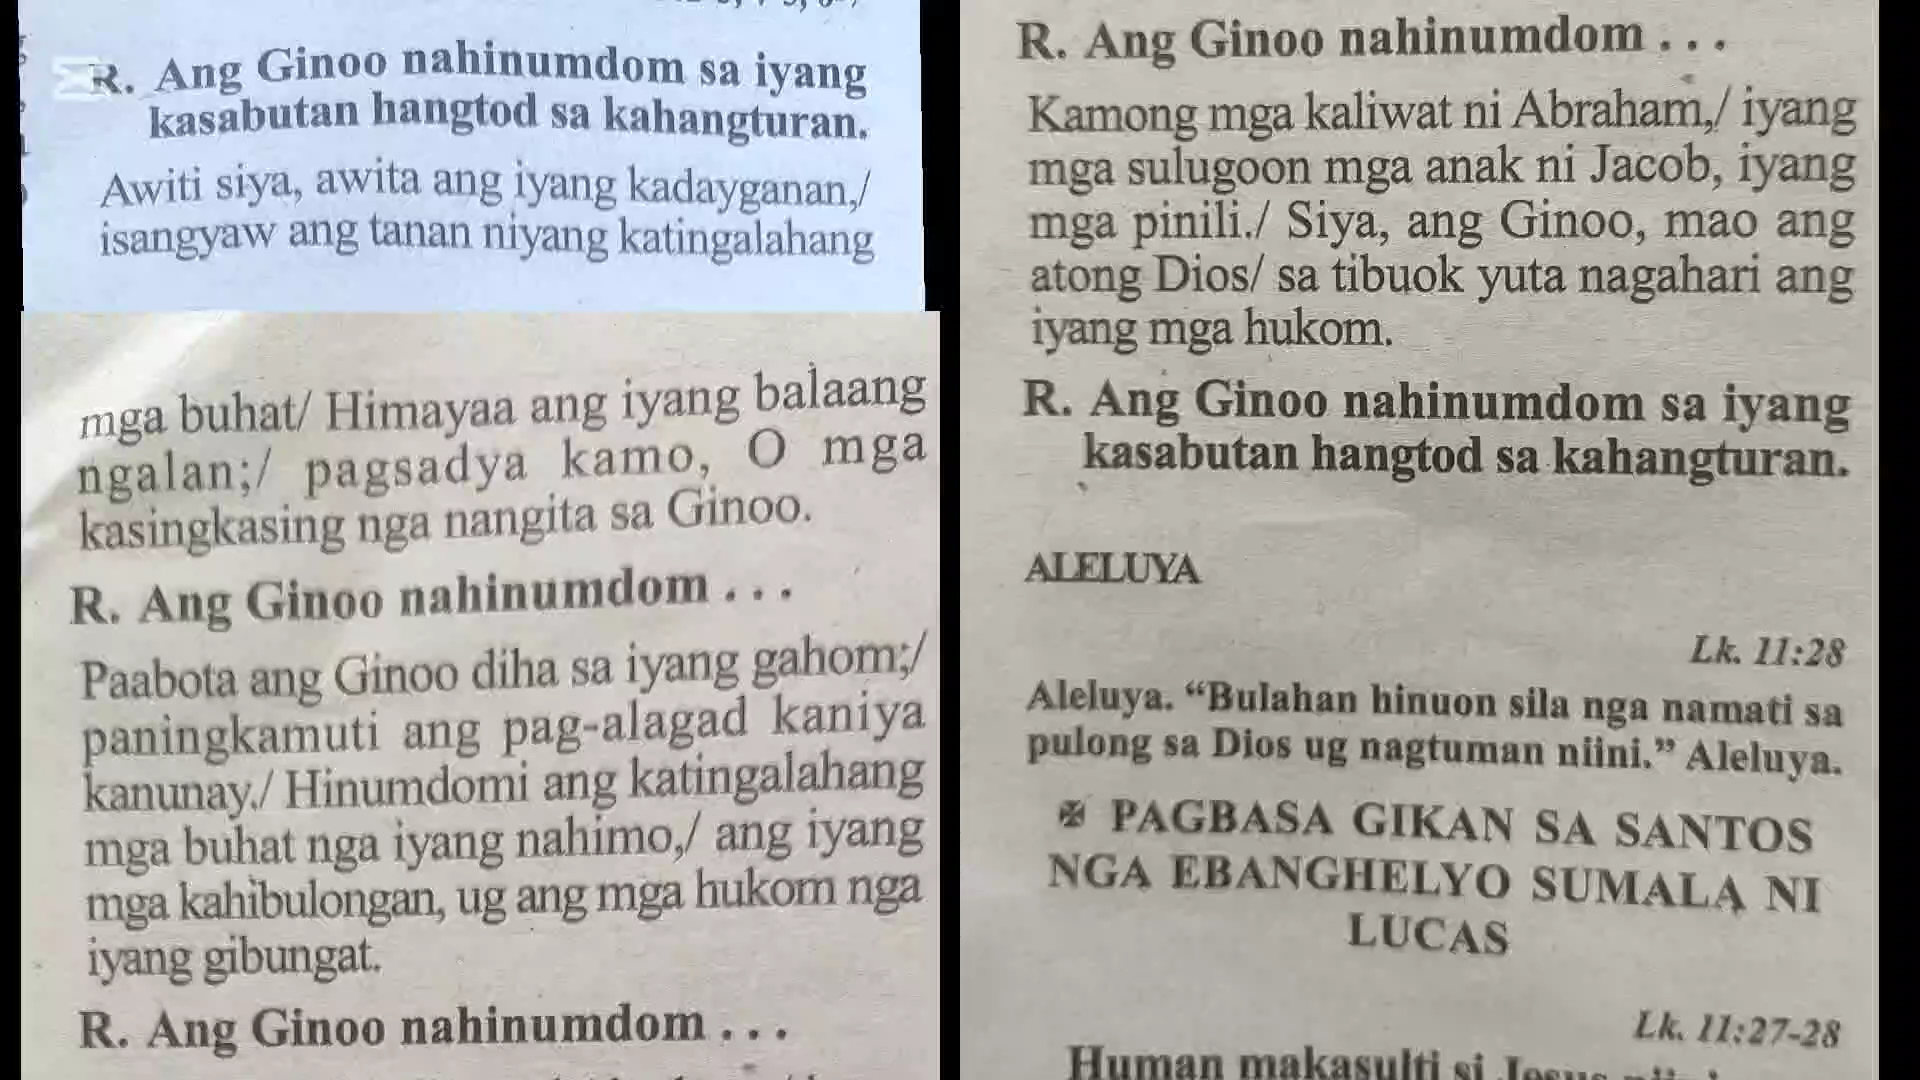 R. Ang Ginoo nahinumdom sa iyang
kasabutan hangtod sa kahangturan.
Awiti siya, awita ang iyang kadayganan,/
isangyaw ang tanan niyang katingalahang
mga buhat/ Himayaa ang iyang balaang
ngalan;/ pagsadya kamo, O mga
kasingkasing nga nangita sa Ginoo.
R. Ang Ginoo nahinumdom . . .
Paabota ang Ginoo diha sa iyang gahom;/
paningkamuti ang pag-alagad kaniya
kanunay./ Hinumdomi ang katingalahang
mga buhat nga iyang nahimo,/ ang iyang
mga kahibulongan, ug ang mga hukom nga
iyang gibungat.
R. Ang Ginoo nahinumdom . . .
R. Ang Ginoo nahinumdom . . .
Kamong mga kaliwat ni Abraham,/ iyang
mga sulugoon mga anak ni Jacob, iyang
mga pinili./ Siya, ang Ginoo, mao ang
atong Dios/ sa tibuok yuta nagahari ang
iyang mga hukom.
R. Ang Ginoo nahinumdom sa iyang
kasabutan hangtod sa kahangturan.
ALELUYA
Lk. 11:28
Aleluya. “Bulahan hinuon sila nga namati sa
pulong sa Dios ug nagtuman niini.” Aleluya.
✠ PAGBASA GIKAN SA SANTOS
NGA EBANGHELYO SUMALA NI
LUCAS
Lk. 11:27-28
Human makasulti si Jesus